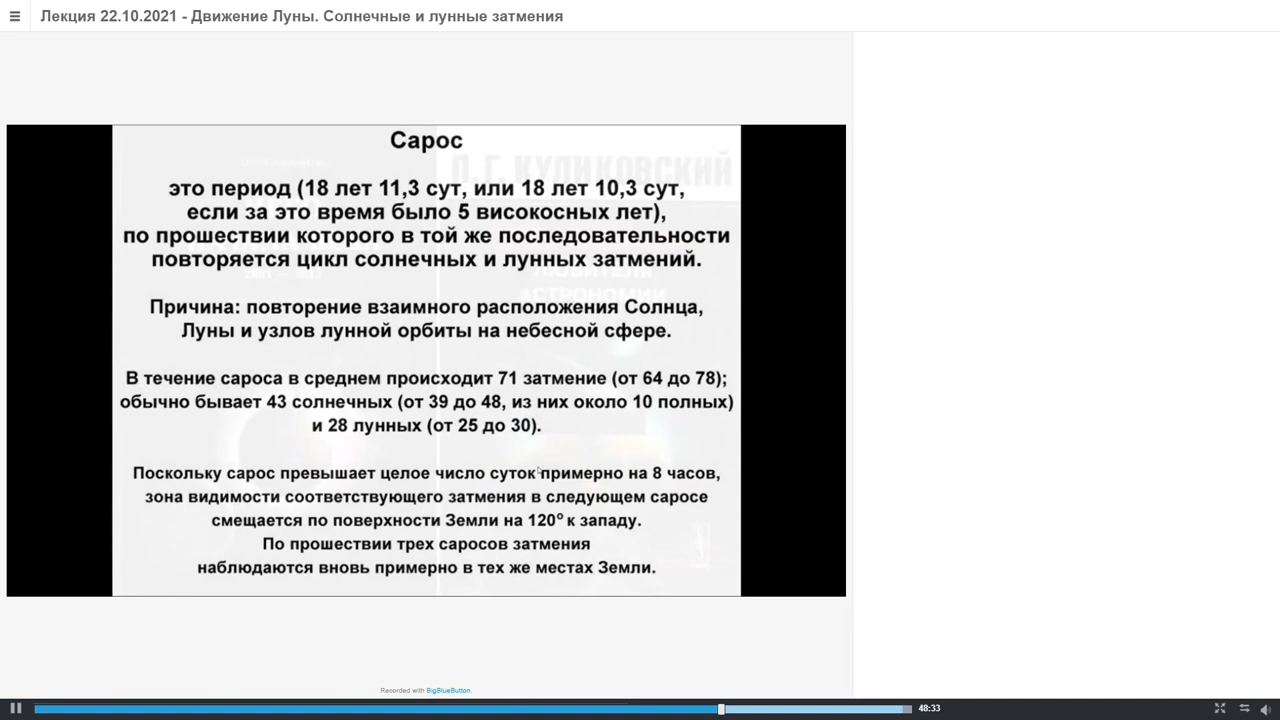 Лекция 22.10.2021 - Движение Луны. Солнечные и лунные затмения
Сарос
П.Г. КУЛИКОВСКИЙ
это период (18 лет 11,3 сут, или 18 лет 10,3 сут,
если за это время было 5 високосных лет),
по прошествии которого в той же последовательности
повторяется цикл солнечных и лунных затмений.
ЛЮБИТЕЛЯ
АСТРОНОМИИ
Причина: повторение взаимного расположения Солнца,
Луны и узлов лунной орбиты на небесной сфере.
В течение сароса в среднем происходит 71 затмение (от 64 до 78);
обычно бывает 43 солнечных (от 39 до 48, из них около 10 полных)
и 28 лунных (от 25 до 30).
Поскольку сарос превышает целое число суток примерно на 8 часов,
зона видимости соответствующего затмения в следующем саросе
смещается по поверхности Земли на 120° к западу.
По прошествии трех саросов затмения
наблюдаются вновь примерно в тех же местах Земли.
Recorded with BigBlueButton.
48:33